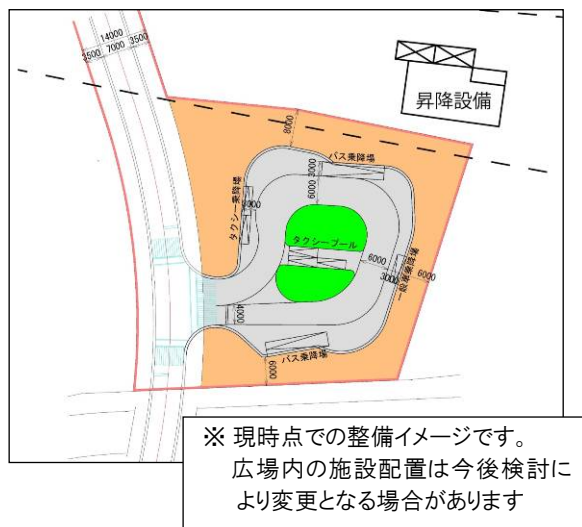 14000
3500 7000 3500
昇降設備
8000
バス乗降場
3000
6000
タクシー乗降場
3000
タクシープール
6000
3000
一般車乗降場
6000
4000
バス乗降場
6000
※ 現時点での整備イメージです。
広場内の施設配置は今後検討に
より変更となる場合があります